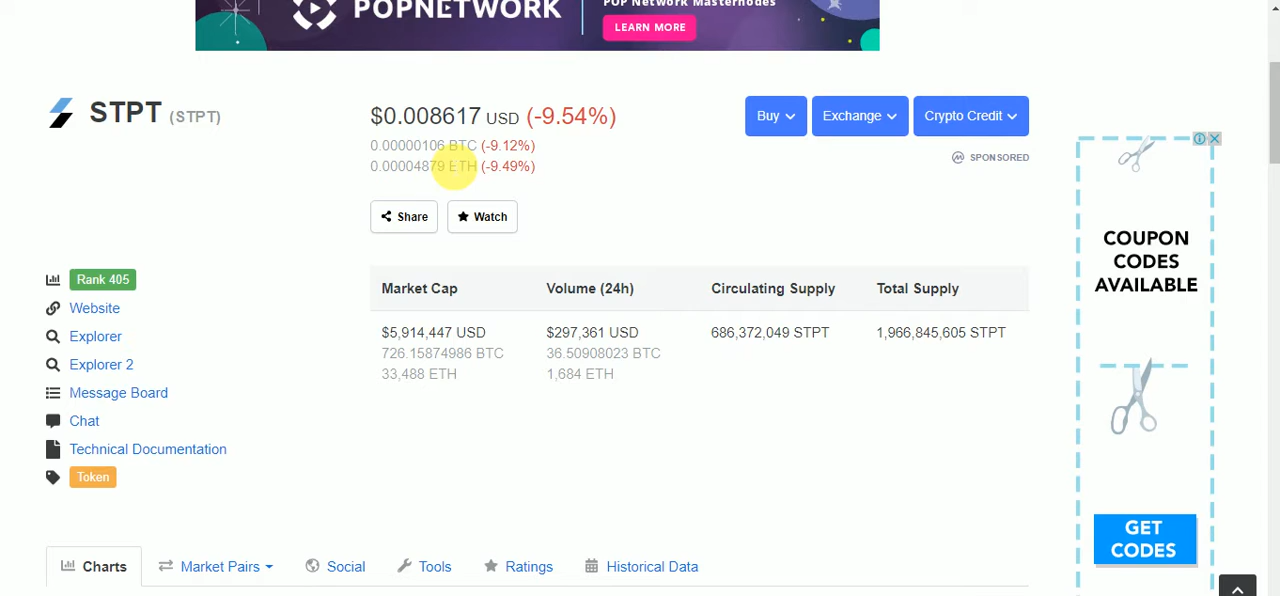 POPNETWORK
POP Network Masternodes
LEARN MORE
STPT (STPT)
$0.008617 USD (-9.54%)
0.00000106 BTC (-9.12%)
0.00004879 ETH (-9.49%)
Buy
Exchange
Crypto Credit
SPONSORED
Share
Watch
Rank 405
Website
Explorer
Explorer 2
Message Board
Chat
Technical Documentation
Token
Market Cap Volume (24h) Circulating Supply Total Supply
$5,914,447 USD $297,361 USD 686,372,049 STPT 1,966,845,605 STPT
726.15874986 BTC 36.50908023 BTC
33,488 ETH 1,684 ETH
COUPON
CODES
AVAILABLE
GET
CODES
Charts Market Pairs Social Tools Ratings Historical Data